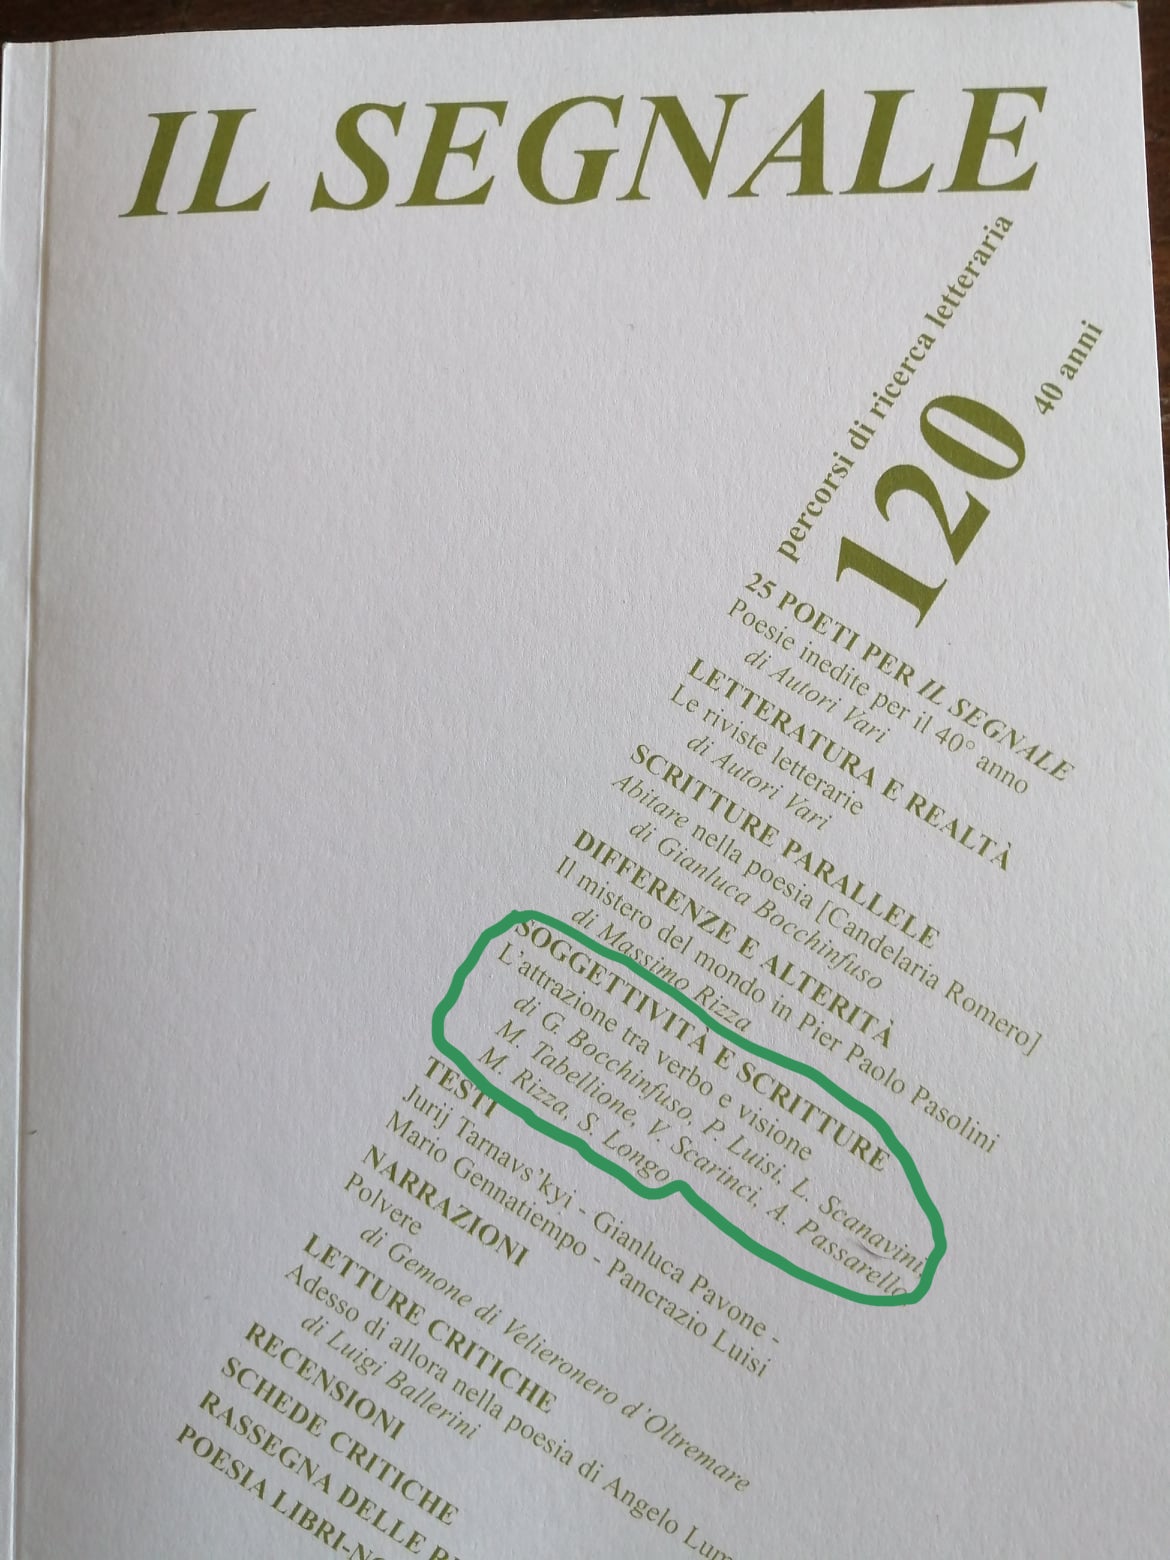 IL SEGNALE
percorsi di ricerca letteraria
120
40 anni
25 POETI PER IL SEGNALE
Poesie inedite per il 40° anno
di Autori Vari
LETTERATURA E REALTÀ
Le riviste letterarie
di Autori Vari
SCRITTURE PARALLELE
Abitare nella poesia [Candelaria Romero]
di Gianluca Bocchinfuso
DIFFERENZE E ALTERITÀ
Il mistero del mondo in Pier Paolo Pasolini
di Massimo Rizza
SOGGETTIVITÀ E SCRITTURE
L'attrazione tra verbo e visione
di G. Bocchinfuso, P. Luisi, L. Scanavini,
M. Tabellione, V. Scarinci, A. Passarello
M. Rizza, S. Longo
TESTI
Jurij Tarnavs'kyi - Gianluca Pavone -
Mario Gennatiempo - Pancrazio Luisi
NARRAZIONI
Polvere
di Gemone di Velieronero d'Oltremare
LETTURE CRITICHE
Adesso di allora nella poesia di Angelo
di Luigi Ballerini
RECENSIONI
SCHEDE CRITICHE
RASSEGNA DELLE
POESIA LIBRI